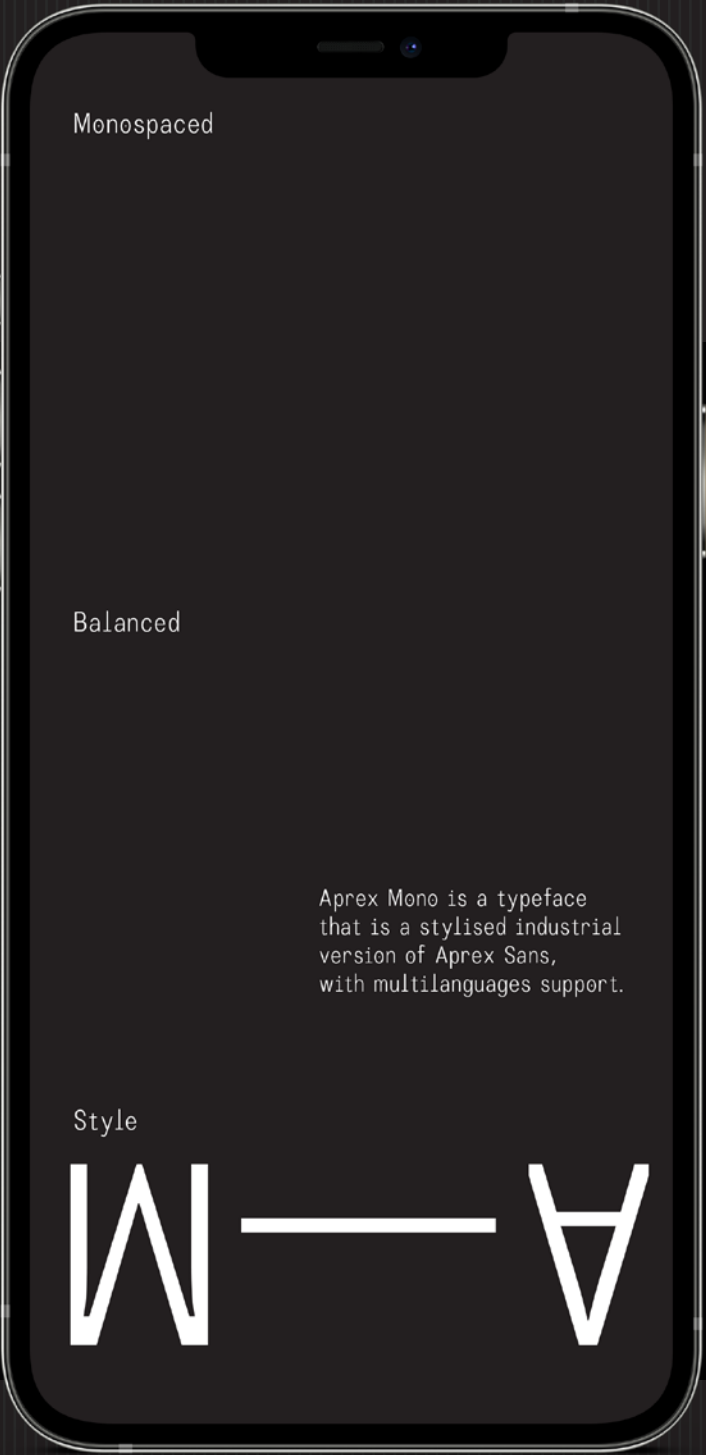 Monospaced
Balanced
Aprex Mono is a typeface
that is a stylised industrial
version of Aprex Sans,
with multilanguages support.
Style
A—M